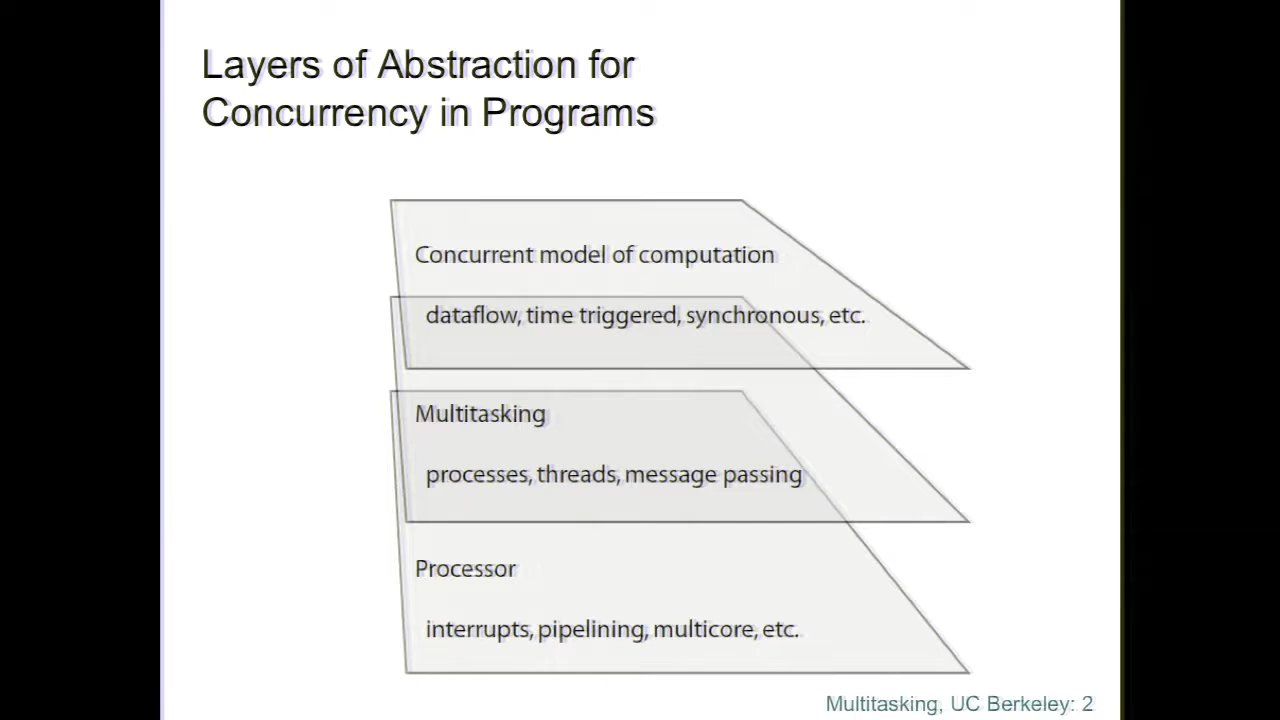 Layers of Abstraction for
Concurrency in Programs
Concurrent model of computation
dataflow, time triggered, synchronous, etc.
Multitasking
processes, threads, message passing
Processor
interrupts, pipelining, multicore, etc.
Multitasking, UC Berkeley: 2